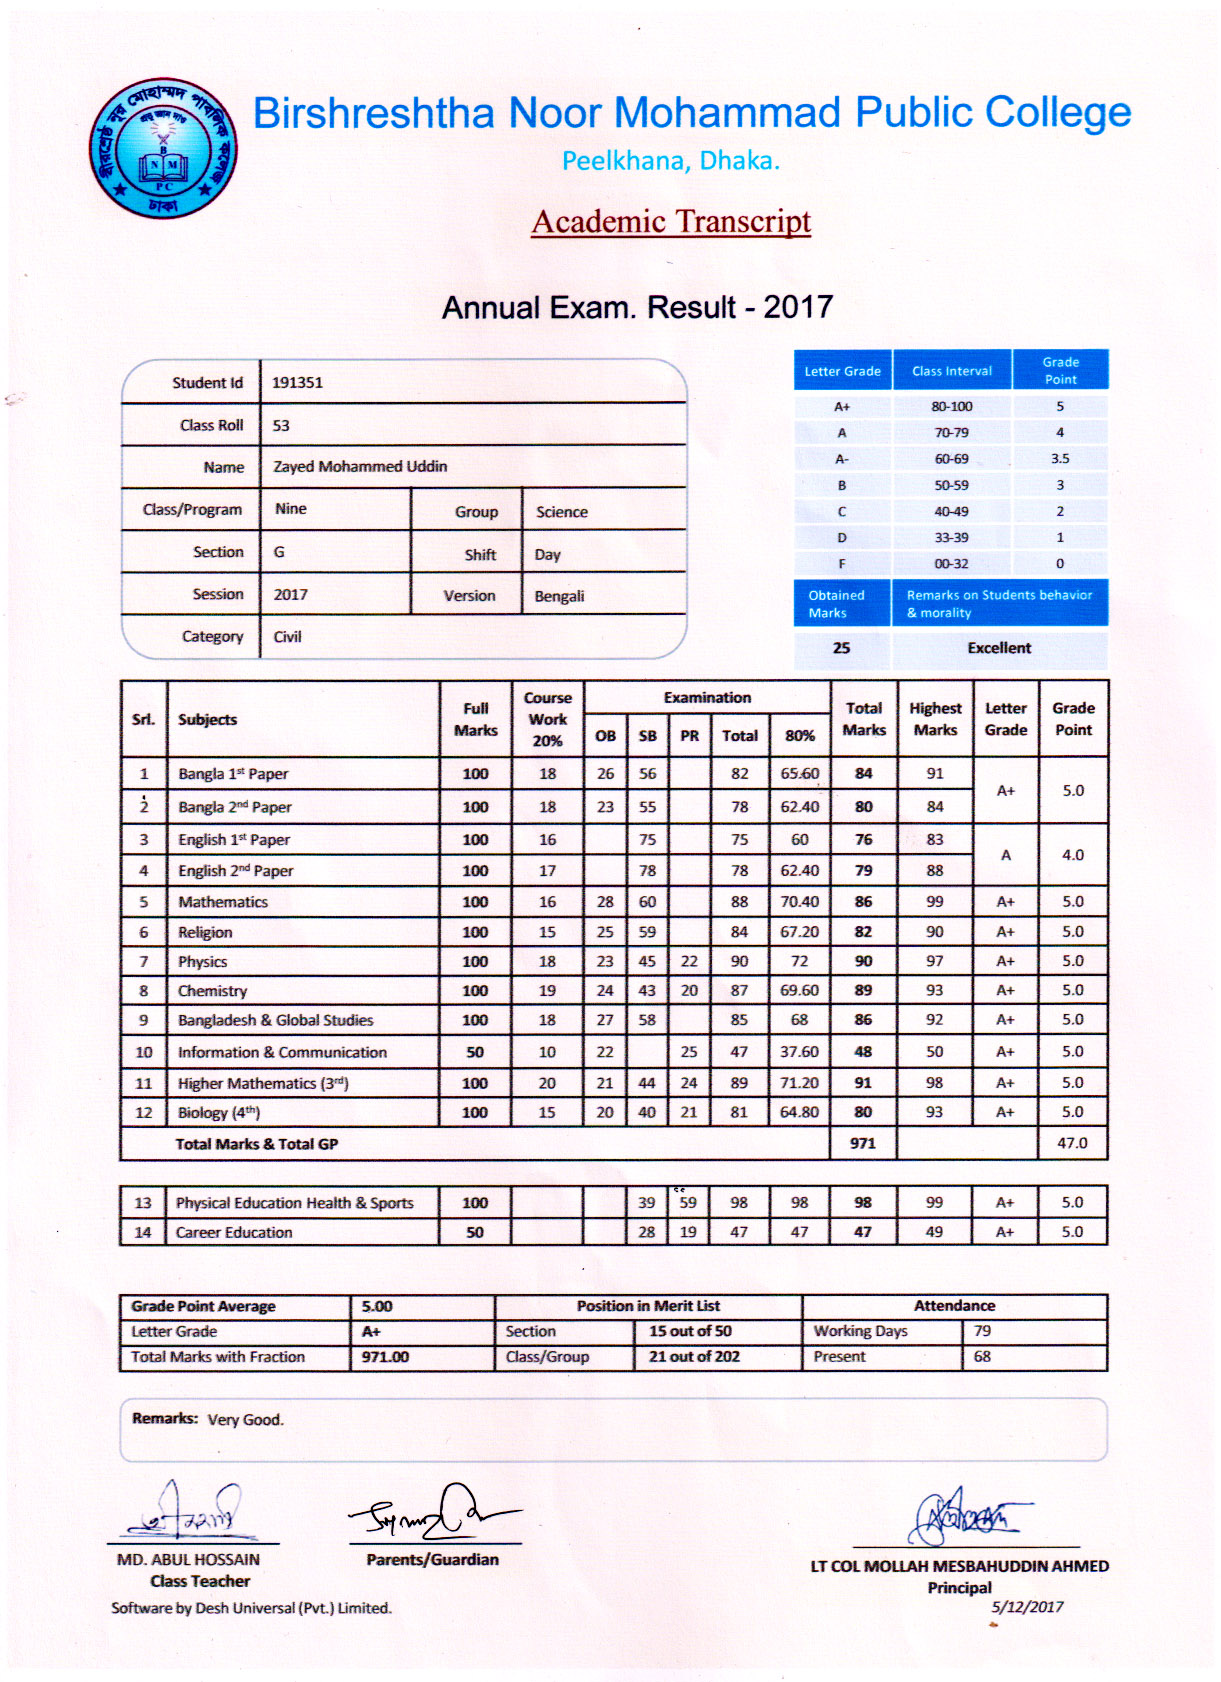 বীরশ্রেষ্ঠ নূর মোহাম্মদ পাবলিক কলেজ
প্রভু জ্ঞান দাও
B
N M
P C
ঢাকা
Birshreshtha Noor Mohammad Public College
Peelkhana, Dhaka.
Academic Transcript
Annual Exam. Result - 2017
Student Id 191351
Class Roll 53
Name Zayed Mohammed Uddin
Class/Program Nine Group Science
Section G Shift Day
Session 2017 Version Bengali
Category Civil
Letter Grade Class Interval Grade Point
A+ 80-100 5
A 70-79 4
A- 60-69 3.5
B 50-59 3
C 40-49 2
D 33-39 1
F 00-32 0
Obtained Marks Remarks on Students behavior & morality
25 Excellent
Srl. Subjects Full Marks Course Work 20% Examination Total Marks Highest Marks Letter Grade Grade Point
OB SB PR Total 80%
1 Bangla 1st Paper 100 18 26 56 82 65.60 84 91 A+ 5.0
2 Bangla 2nd Paper 100 18 23 55 78 62.40 80 84
3 English 1st Paper 100 16 75 75 60 76 83 A 4.0
4 English 2nd Paper 100 17 78 78 62.40 79 88
5 Mathematics 100 16 28 60 88 70.40 86 99 A+ 5.0
6 Religion 100 15 25 59 84 67.20 82 90 A+ 5.0
7 Physics 100 18 23 45 22 90 72 90 97 A+ 5.0
8 Chemistry 100 19 24 43 20 87 69.60 89 93 A+ 5.0
9 Bangladesh & Global Studies 100 18 27 58 85 68 86 92 A+ 5.0
10 Information & Communication 50 10 22 25 47 37.60 48 50 A+ 5.0
11 Higher Mathematics (3rd) 100 20 21 44 24 89 71.20 91 98 A+ 5.0
12 Biology (4th) 100 15 20 40 21 81 64.80 80 93 A+ 5.0
Total Marks & Total GP 971 47.0
13 Physical Education Health & Sports 100 39 59 98 98 98 99 A+ 5.0
14 Career Education 50 28 19 47 47 47 49 A+ 5.0
Grade Point Average 5.00 Position in Merit List Attendance
Letter Grade A+ Section 15 out of 50 Working Days 79
Total Marks with Fraction 971.00 Class/Group 21 out of 202 Present 68
Remarks: Very Good.
MD. ABUL HOSSAIN
Class Teacher
Parents/Guardian
LT COL MOLLAH MESBAHUDDIN AHMED
Principal
Software by Desh Universal (Pvt.) Limited.
5/12/2017